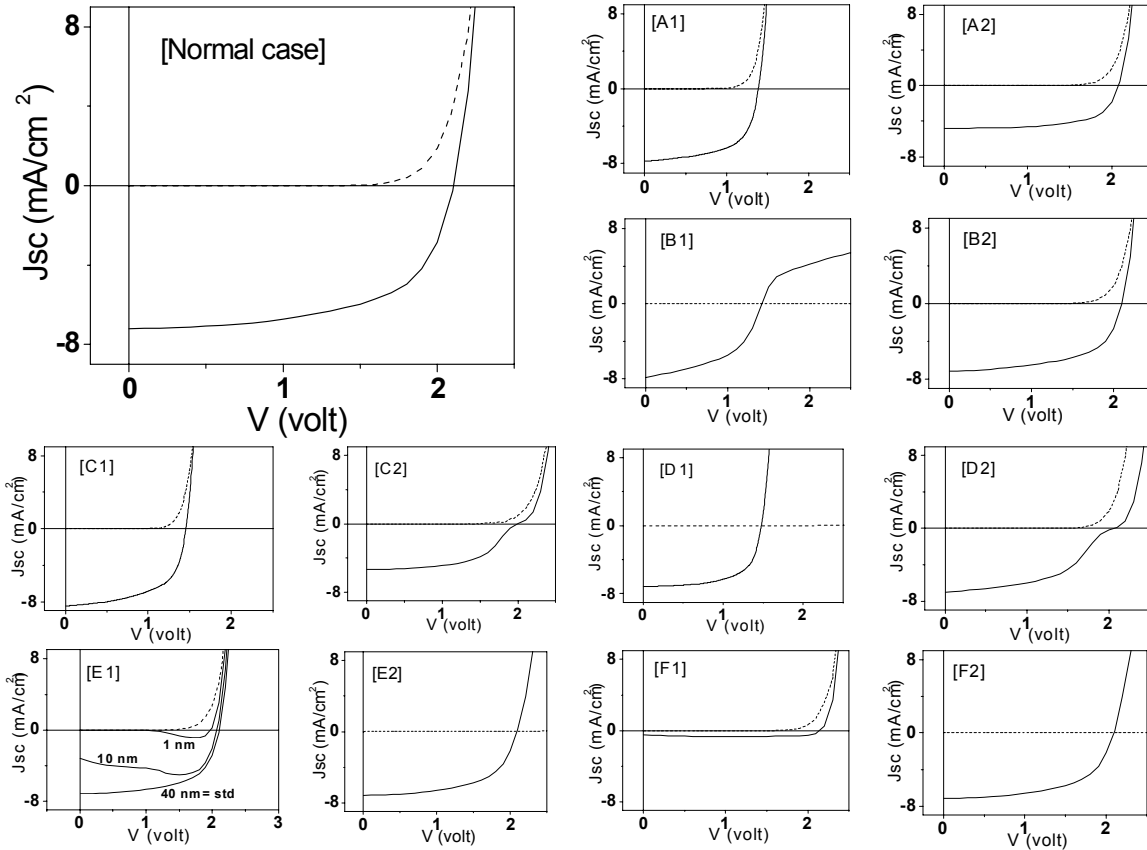 8
[Normal case]
Jsc (mA/cm 2)
0
-8
0
1
2
V (volt)
[A1]
8
Jsc (mA/cm2)
0
-8
0
1
2
V (volt)
[A2]
8
Jsc (mA/cm2)
0
-8
0
1
2
V (volt)
[B1]
8
Jsc (mA/cm2)
0
-8
0
1
2
V (volt)
[B2]
8
Jsc (mA/cm2)
0
-8
0
1
2
V (volt)
[C1]
8
Jsc (mA/cm2)
0
-8
0
1
2
V (volt)
[C2]
8
Jsc (mA/cm2)
0
-8
0
1
2
V (volt)
[D1]
8
Jsc (mA/cm2)
0
-8
0
1
2
V (volt)
[D2]
8
Jsc (mA/cm2)
0
-8
0
1
2
V (volt)
[E1]
8
Jsc (mA/cm2)
0
1 nm
10 nm
40 nm= std
-8
0
1
2
3
V (volt)
[E2]
8
Jsc (mA/cm2)
0
-8
0
1
2
V (volt)
[F1]
8
Jsc (mA/cm2)
0
-8
0
1
2
V (volt)
[F2]
8
Jsc (mA/cm2)
0
-8
0
1
2
V (volt)